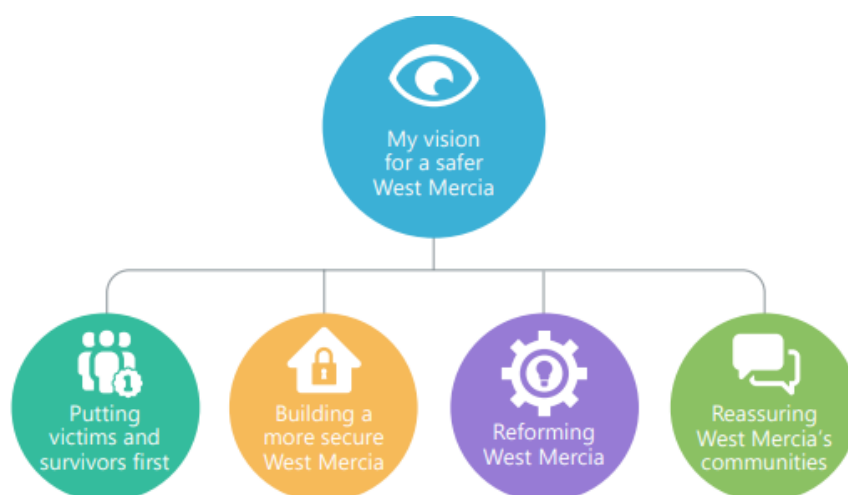 My vision
for a safer
West Mercia
1
Putting
victims and
survivors first
Building a
more secure
West Mercia
Reforming
West Mercia
Reassuring
West Mercia's
communities